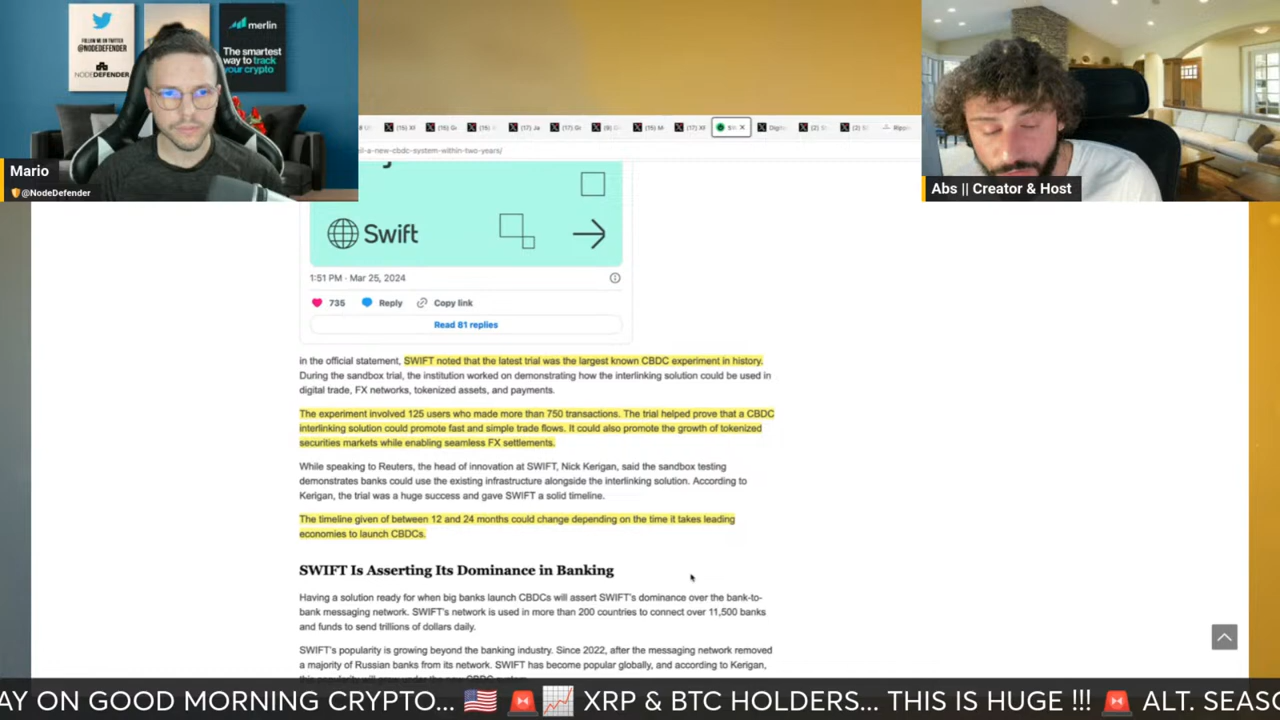 FOLLOW ME ON TWITTER
@NODEDEFENDER
NODEDEFENDER
merlin
The smartest
way to track
your crypto
Mario
@NodeDefender
Abs || Creator & Host
l-a-new-cbdc-system-within-two-years/
Swift
1:51 PM · Mar 25, 2024
735 Reply Copy link
Read 81 replies
in the official statement, SWIFT noted that the latest trial was the largest known CBDC experiment in history.
During the sandbox trial, the institution worked on demonstrating how the interlinking solution could be used in
digital trade, FX networks, tokenized assets, and payments.
The experiment involved 125 users who made more than 750 transactions. The trial helped prove that a CBDC
interlinking solution could promote fast and simple trade flows. It could also promote the growth of tokenized
securities markets while enabling seamless FX settlements.
While speaking to Reuters, the head of innovation at SWIFT, Nick Kerigan, said the sandbox testing
demonstrates banks could use the existing infrastructure alongside the interlinking solution. According to
Kerigan, the trial was a huge success and gave SWIFT a solid timeline.
The timeline given of between 12 and 24 months could change depending on the time it takes leading
economies to launch CBDCs.
SWIFT Is Asserting Its Dominance in Banking
Having a solution ready for when big banks launch CBDCs will assert SWIFT's dominance over the bank-to-
bank messaging network. SWIFT's network is used in more than 200 countries to connect over 11,500 banks
and funds to send trillions of dollars daily.
SWIFT's popularity is growing beyond the banking industry. Since 2022, after the messaging network removed
a majority of Russian banks from its network. SWIFT has become popular globally, and according to Kerigan,
AY ON GOOD MORNING CRYPTO... 🇺🇸 🚨 📈 XRP & BTC HOLDERS... THIS IS HUGE !!! 🚨 ALT. SEASO